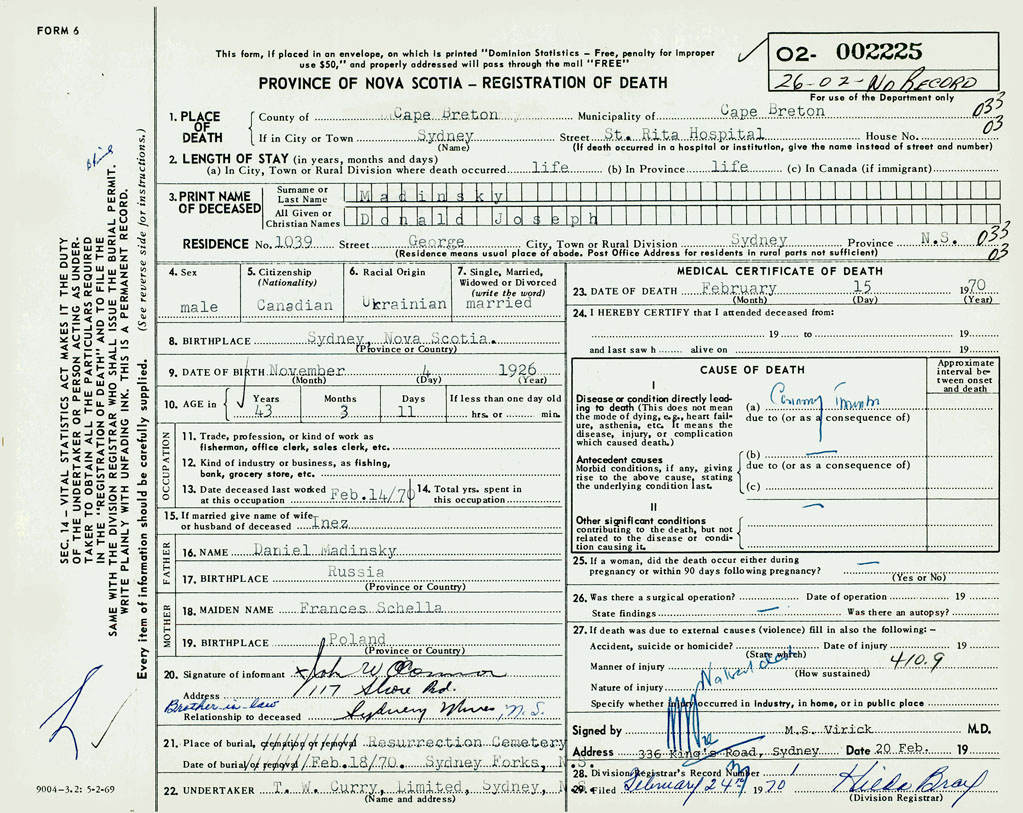 FORM 6
This form, if placed in an envelope, on which is printed "Dominion Statistics – Free, penalty for improper
use $50," and properly addressed will pass through the mail "FREE"
PROVINCE OF NOVA SCOTIA – REGISTRATION OF DEATH
02- 002225
26-02- No RECORD
For use of the Department only
033
03
1. PLACE OF DEATH
County of Cape Breton Municipality of Cape Breton
If in City or Town Sydney Street St. Rita Hospital House No.
(Name) (If death occurred in a hospital or institution, give the name instead of street and number)
2. LENGTH OF STAY (in years, months and days)
(a) In City, Town or Rural Division where death occurred life (b) In Province life (c) In Canada (if immigrant)
3. PRINT NAME OF DECEASED
Surname or Last Name Madinsky
All Given or Christian Names Donald Joseph
RESIDENCE No. 1039 Street George City, Town or Rural Division Sydney Province N.S. 033
03
(Residence means usual place of abode. Post Office Address for residents in rural parts not sufficient)
4. Sex
male
5. Citizenship
(Nationality)
Canadian
6. Racial Origin
Ukrainian
7. Single, Married,
Widowed or Divorced
(write the word)
married
8. BIRTHPLACE Sydney, Nova Scotia.
(Province or Country)
9. DATE OF BIRTH November 4 1926
(Month) (Day) (Year)
10. AGE in
Years Months Days If less than one day old
43 3 11 hrs. or min.
OCCUPATION
11. Trade, profession, or kind of work as
fisherman, office clerk, sales clerk, etc.
12. Kind of industry or business, as fishing,
bank, grocery store, etc.
13. Date deceased last worked
at this occupation Feb.14/70
14. Total yrs. spent in
this occupation
15. If married give name of wife
or husband of deceased Inez
FATHER
16. NAME Daniel Madinsky
17. BIRTHPLACE Russia
(Province or Country)
MOTHER
18. MAIDEN NAME Frances Schella
19. BIRTHPLACE Poland
(Province or Country)
20. Signature of informant John W O'Connor
Address 117 Shore Rd.
Brother-in-law
Relationship to deceased Sydney Mines, N.S.
21. Place of burial, cremation or removal Resurrection Cemetery
Date of burial or removal Feb.18/70. Sydney Forks, N.S.
22. UNDERTAKER T. W. Curry, Limited, Sydney, N.S.
(Name and address)
MEDICAL CERTIFICATE OF DEATH
23. DATE OF DEATH February 15 1970
(Month) (Day) (Year)
24. I HEREBY CERTIFY that I attended deceased from:
19 to 19
and last saw h alive on 19
CAUSE OF DEATH
Approximate
interval be-
tween onset
and death
I
Disease or condition directly lead-
ing to death (This does not mean
the mode of dying, e.g., heart fail-
ure, asthenia, etc. It means the
disease, injury, or complication
which caused death.)
(a)
due to (or as a consequence of)
Antecedent causes
Morbid conditions, if any, giving
rise to the above cause, stating
the underlying condition last.
(b)
due to (or as a consequence of)
(c)
II
Other significant conditions
contributing to the death, but not
related to the disease or condi-
tion causing it.
25. If a woman, did the death occur either during
pregnancy or within 90 days following pregnancy?
(Yes or No)
26. Was there a surgical operation? Date of operation 19
State findings Was there an autopsy?
27. If death was due to external causes (violence) fill in also the following: –
Accident, suicide or homicide? Date of injury 19
(State which)
Manner of injury Natural death 410.9
(How sustained)
Nature of injury
Specify whether injury occurred in industry, in home, or in public place
Signed by M.S. Virick M.D.
Address 336 King's Road, Sydney Date 20 Feb. 19
28. Division Registrar's Record Number
29. Filed February 24 1970 Hilda Bray
(Division Registrar)
SEC. 14 – VITAL STATISTICS ACT MAKES IT THE DUTY
OF THE UNDERTAKER OR PERSON ACTING AS UNDER-
TAKER TO OBTAIN ALL THE PARTICULARS REQUIRED
IN THE "REGISTRATION OF DEATH" AND TO FILE THE
SAME WITH THE DIVISION REGISTRAR WHO SHALL ISSUE THE BURIAL PERMIT.
WRITE PLAINLY WITH UNFADING INK. THIS IS A PERMANENT RECORD.
Every item of information should be carefully supplied. (See reverse side for instructions.)
9004-3.2: 5-2-69